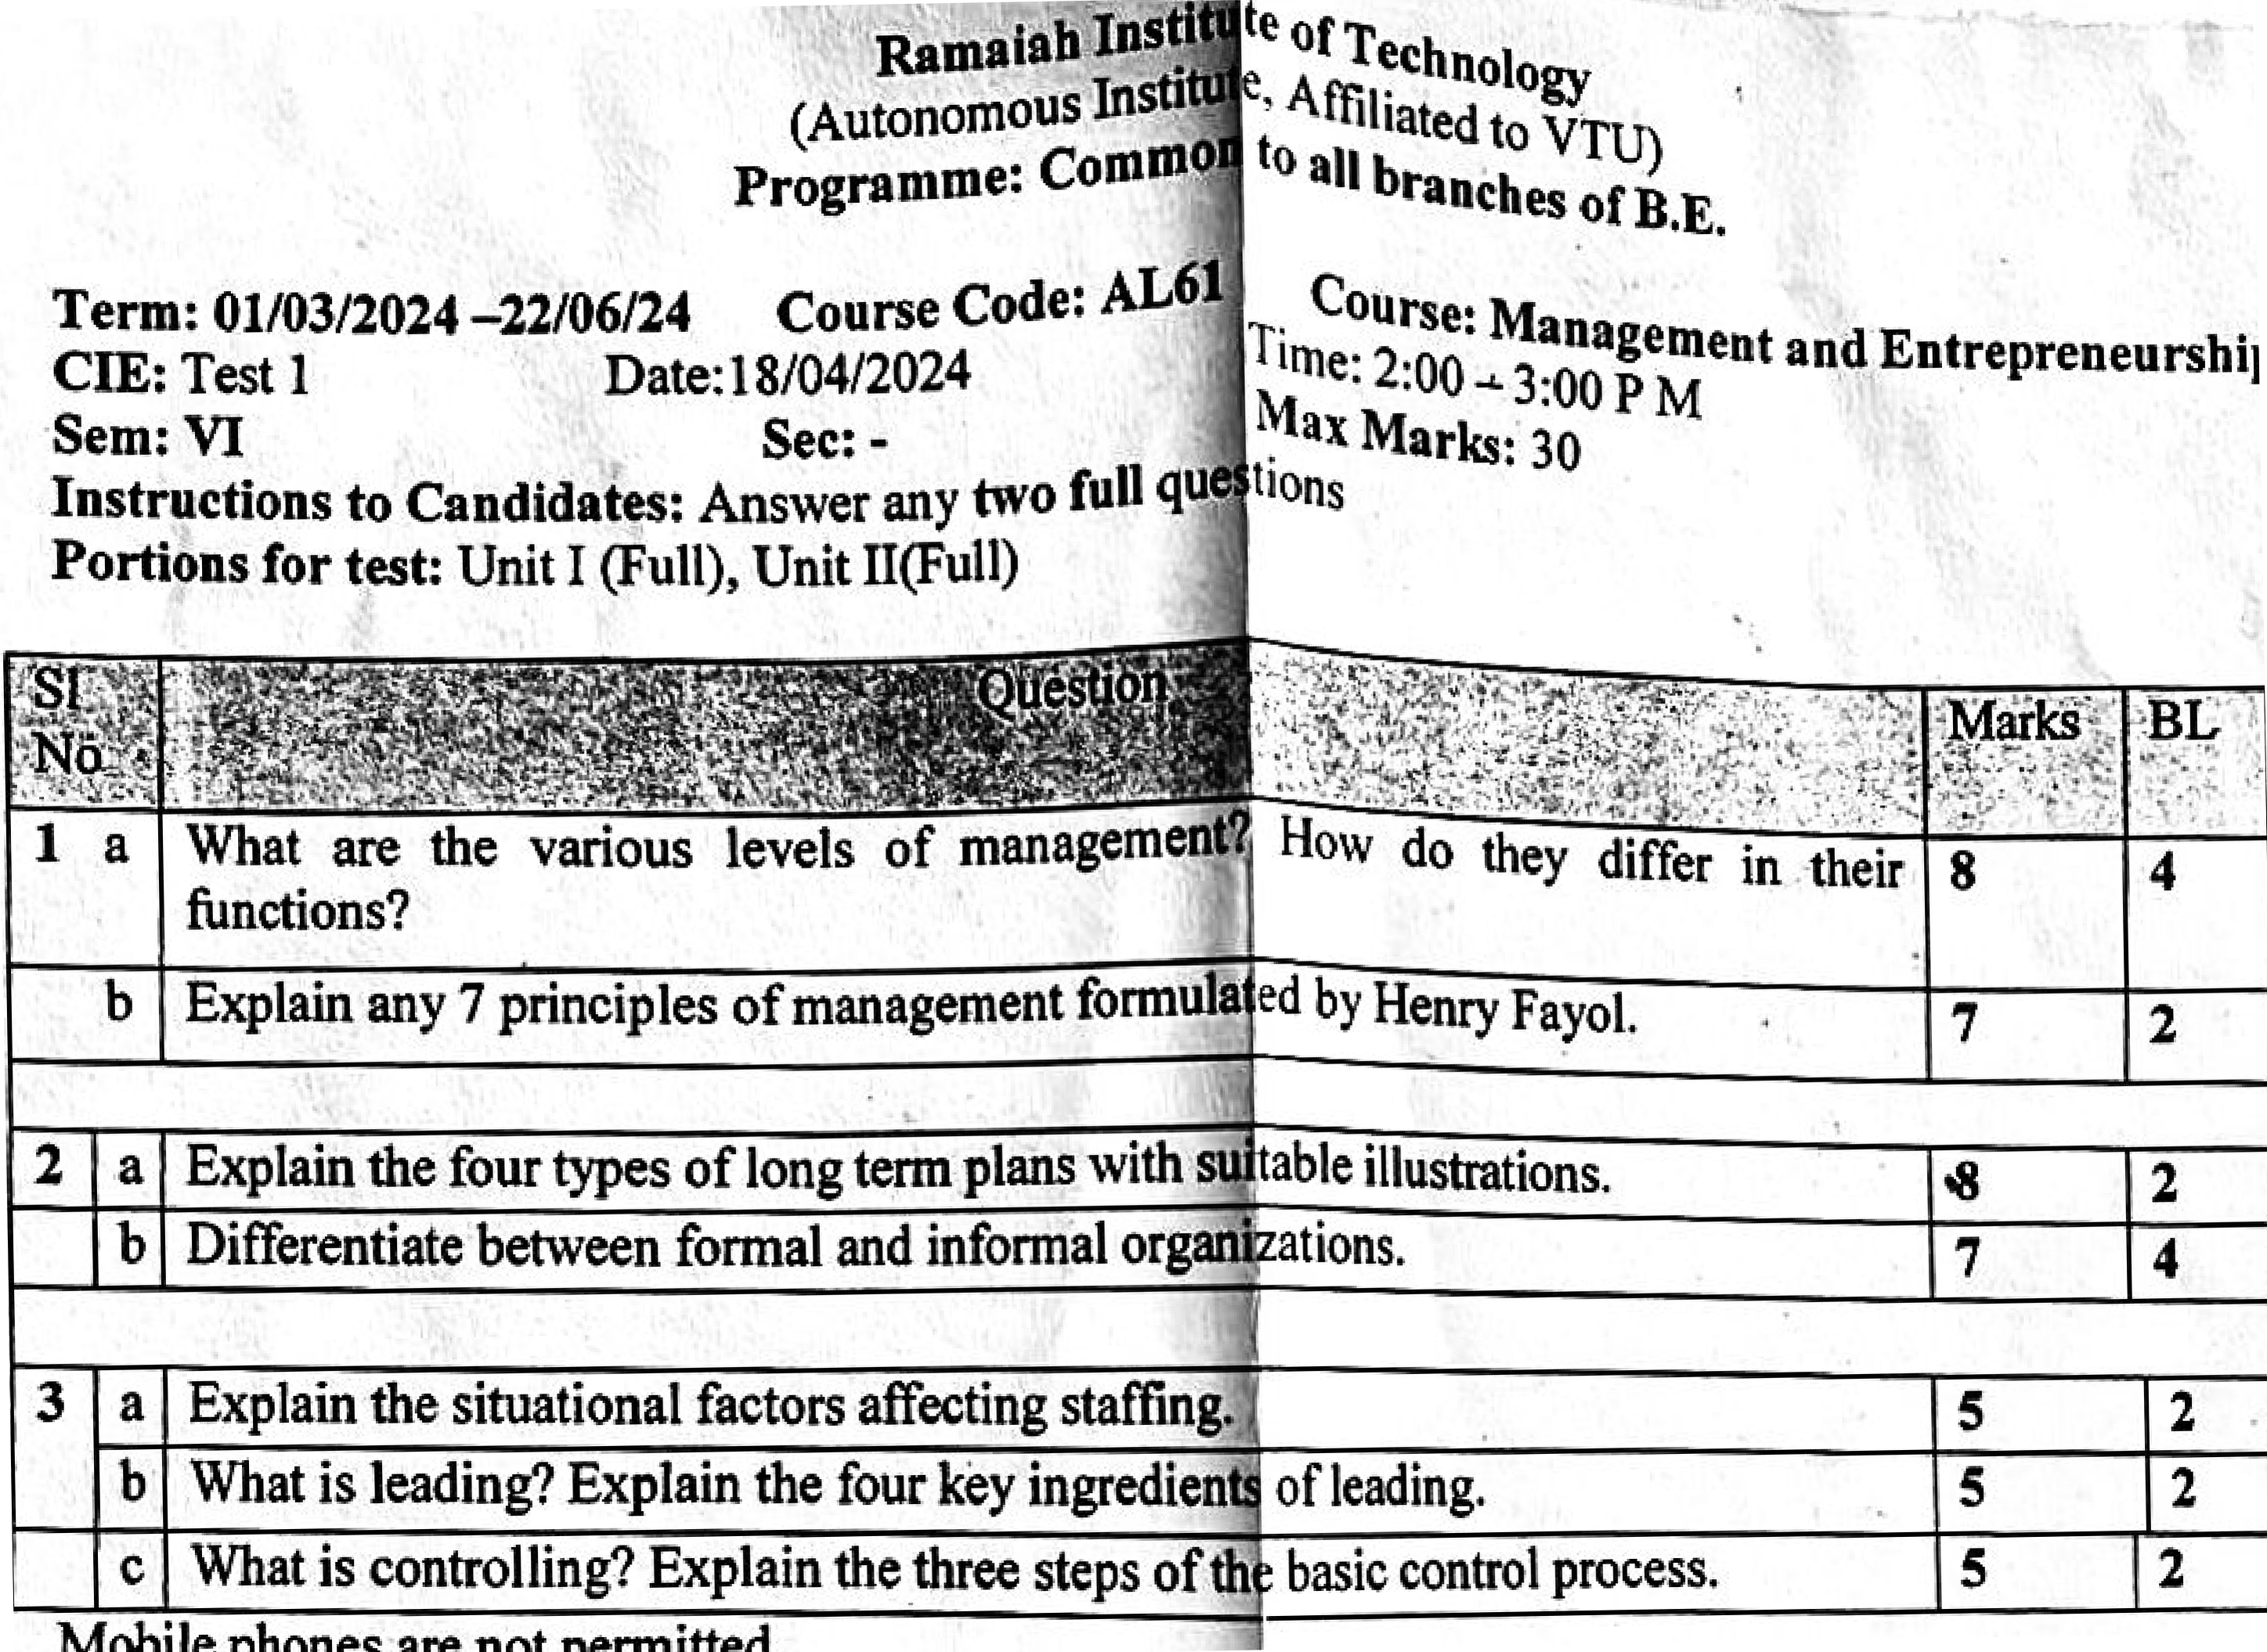 Ramaiah Institute of Technology
(Autonomous Institute, Affiliated to VTU)
Programme: Common to all branches of B.E.
Term: 01/03/2024 –22/06/24 Course Code: AL61 Course: Management and Entrepreneurship
CIE: Test 1 Date:18/04/2024 Time: 2:00 – 3:00 P M
Sem: VI Sec: - Max Marks: 30
Instructions to Candidates: Answer any two full questions
Portions for test: Unit I (Full), Unit II(Full)
Sl No Question Marks BL
1 a What are the various levels of management? How do they differ in their 8 4
functions?
b Explain any 7 principles of management formulated by Henry Fayol. 7 2
2 a Explain the four types of long term plans with suitable illustrations. 8 2
b Differentiate between formal and informal organizations. 7 4
3 a Explain the situational factors affecting staffing. 5 2
b What is leading? Explain the four key ingredients of leading. 5 2
c What is controlling? Explain the three steps of the basic control process. 5 2
Mobile phones are not permitted